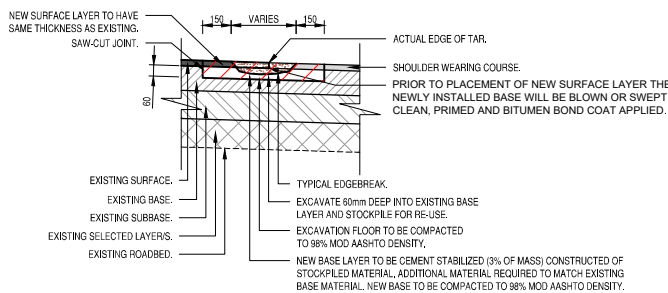 NEW SURFACE LAYER TO HAVE
SAME THICKNESS AS EXISTING.
SAW-CUT JOINT.
150
VARIES
150
ACTUAL EDGE OF TAR.
SHOULDER WEARING COURSE.
PRIOR TO PLACEMENT OF NEW SURFACE LAYER THE
NEWLY INSTALLED BASE WILL BE BLOWN OR SWEPT
CLEAN, PRIMED AND BITUMEN BOND COAT APPLIED.
60
EXISTING SURFACE.
EXISTING BASE.
EXISTING SUBBASE.
EXISTING SELECTED LAYER/S.
EXISTING ROADBED.
TYPICAL EDGEBREAK.
EXCAVATE 60mm DEEP INTO EXISTING BASE
LAYER AND STOCKPILE FOR RE-USE.
EXCAVATION FLOOR TO BE COMPACTED
TO 98% MOD AASHTO DENSITY.
NEW BASE LAYER TO BE CEMENT STABILIZED (3% OF MASS) CONSTRUCTED OF
STOCKPILED MATERIAL. ADDITIONAL MATERIAL REQUIRED TO MATCH EXISTING
BASE MATERIAL. NEW BASE TO BE COMPACTED TO 98% MOD AASHTO DENSITY.